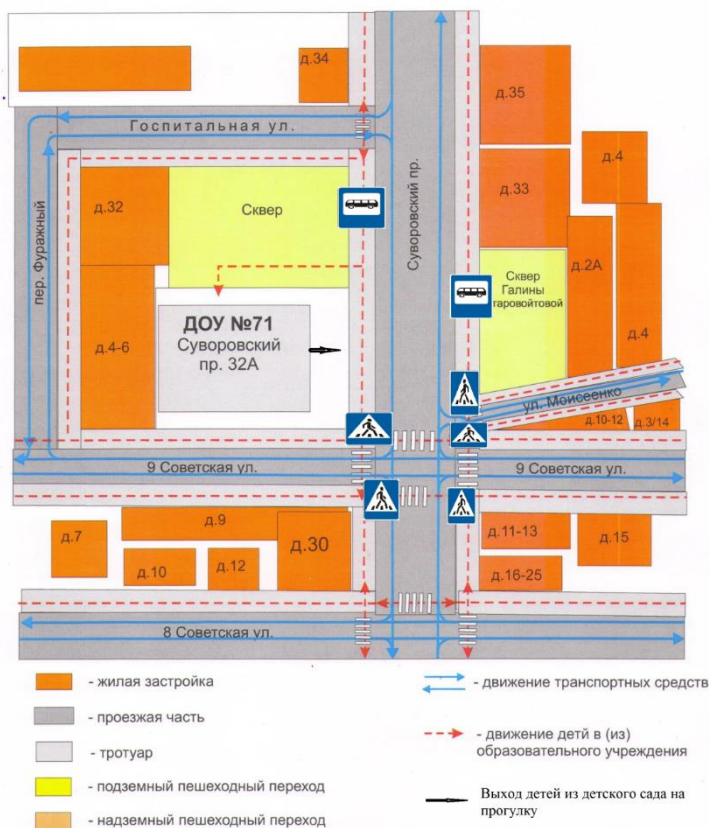 д.34
д.35
Госпитальная ул.
д.4
Суворовский пр.
д.33
пер. Фуражный
д.32
Сквер
д.2А
Сквер
Галины
таровойтовой
ДОУ №71
Суворовский
пр. 32А
д.4-6
д.4
ул. Моисеенко
д.10-12
д.3/14
9 Советская ул.
9 Советская ул.
д.9
д.30
д.11-13
д.7
д.15
д.10
д.12
д.16-25
8 Советская ул.
- жилая застройка
- движение транспортных средств
- проезжая часть
- движение детй в (из)
образовательного учреждения
- тротуар
- подземный пешеходный переход
Выход детей из детского сада на
прогулку
- надземный пешеходный переход